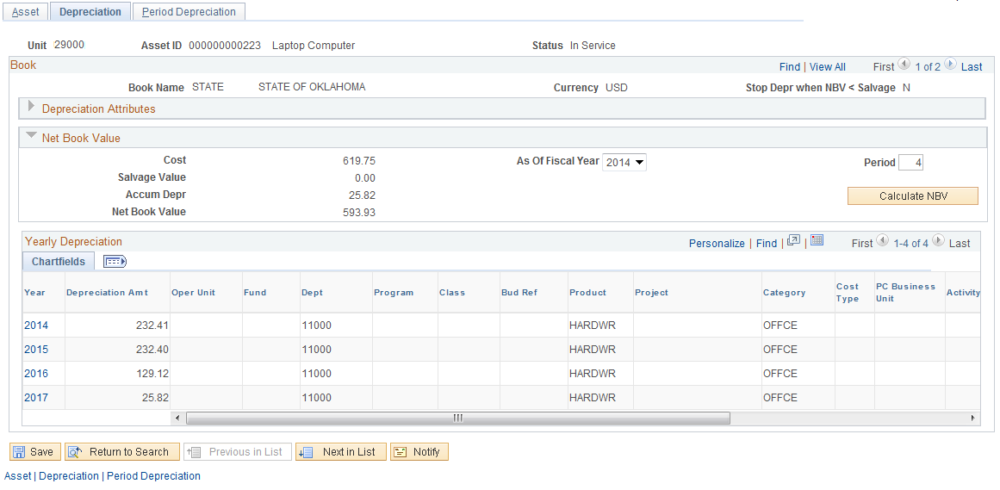 Asset Depreciation Period Depreciation
Unit 29000 Asset ID 000000000223 Laptop Computer Status In Service
Book Find | View All First 1 of 2 Last
Book Name STATE STATE OF OKLAHOMA Currency USD Stop Depr when NBV < Salvage N
Depreciation Attributes
Net Book Value
Cost 619.75 As Of Fiscal Year 2014 Period 4
Salvage Value 0.00
Accum Depr 25.82 Calculate NBV
Net Book Value 593.93
Yearly Depreciation Personalize | Find | | First 1-4 of 4 Last
Chartfields
Year Depreciation Amt Oper Unit Fund Dept Program Class Bud Ref Product Project Category Cost Type PC Business Unit Activity
2014 232.41 11000 HARDWR OFFCE
2015 232.40 11000 HARDWR OFFCE
2016 129.12 11000 HARDWR OFFCE
2017 25.82 11000 HARDWR OFFCE
Save Return to Search Previous in List Next in List Notify
Asset | Depreciation | Period Depreciation